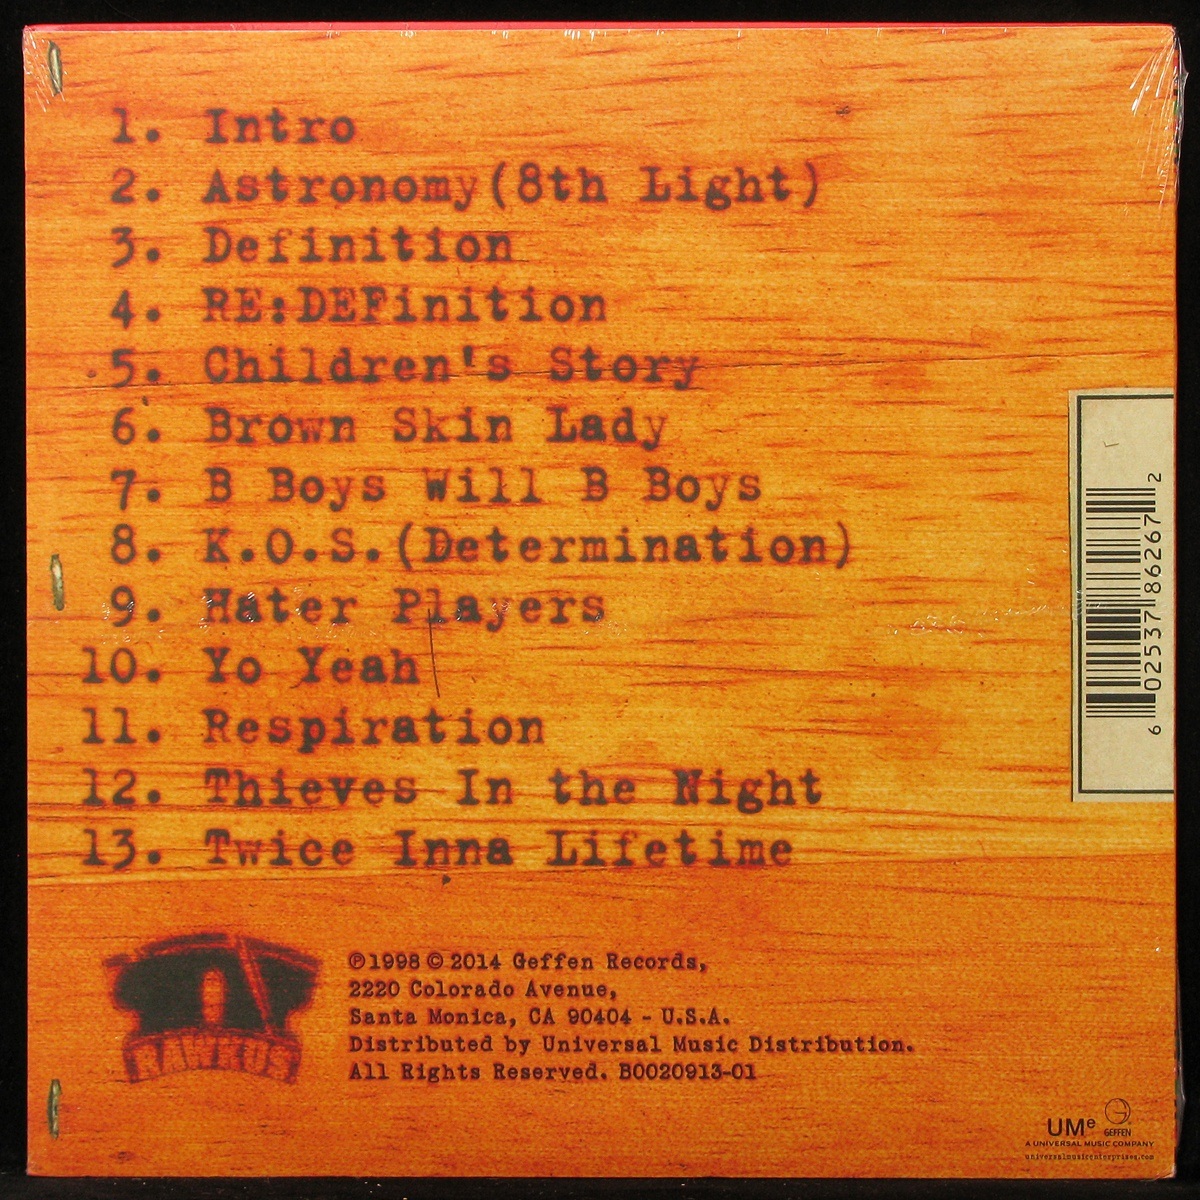 1. Intro
2. Astronomy(8th Light)
3. Definition
4. RE:DEFinition
5. Children's Story
6. Brown Skin Lady
7. B Boys Will B Boys
8. K.O.S.(Determination)
9. Hater Players
10. Yo Yeah
11. Respiration
12. Thieves In the Night
13. Twice Inna Lifetime
6 02537 86267 2
RAWKUS
℗1998 ©2014 Geffen Records,
2220 Colorado Avenue,
Santa Monica, CA 90404 - U.S.A.
Distributed by Universal Music Distribution.
All Rights Reserved. B0020913-01
UMe GEFFEN
A UNIVERSAL MUSIC COMPANY
universalmusicenterprises.com